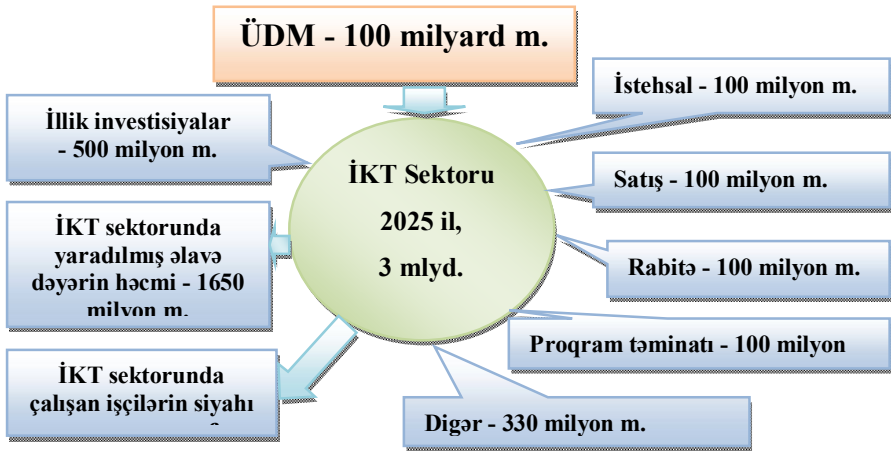 ÜDM - 100 milyard m.
İllik investisiyalar
- 500 milyon m.
İKT sektorunda
yaradılmış əlavə
dəyərin həcmi - 1650
milyon m.
İKT sektorunda
çalışan işçilərin siyahı
İKT Sektoru
2025 il,
3 mlyd.
İstehsal - 100 milyon m.
Satış - 100 milyon m.
Rabitə - 100 milyon m.
Proqram təminatı - 100 milyon
Digər - 330 milyon m.